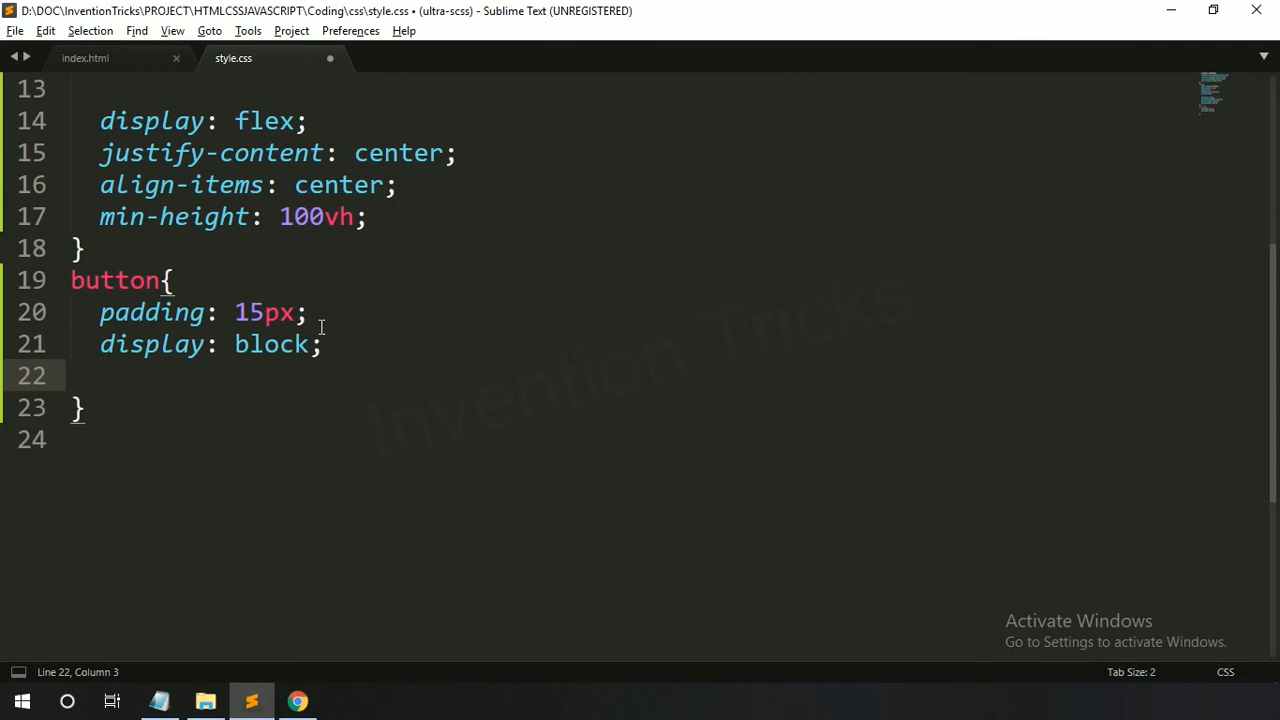 D:\DOC\InventionTricks\PROJECT\HTMLCSSJAVASCRIPT\Coding\css\style.css • (ultra-scss) - Sublime Text (UNREGISTERED)
File Edit Selection Find View Goto Tools Project Preferences Help
index.html style.css
13
14 display: flex;
15 justify-content: center;
16 align-items: center;
17 min-height: 100vh;
18 }
19 button{
20 padding: 15px;
21 display: block;
22
23 }
24
Invention Tricks
Activate Windows
Go to Settings to activate Windows.
Line 22, Column 3 Tab Size: 2 CSS